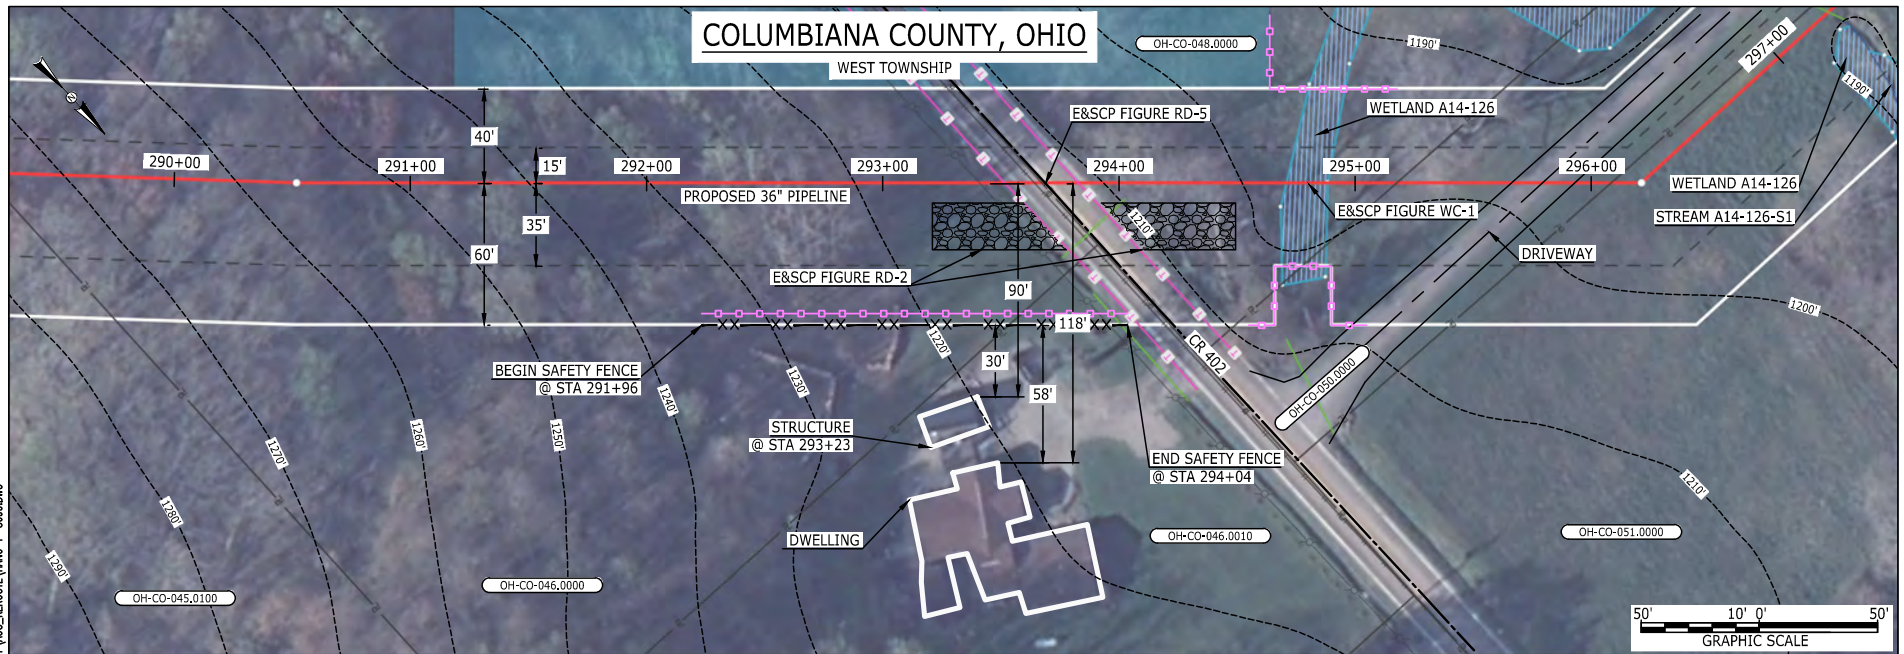 COLUMBIANA COUNTY, OHIO
WEST TOWNSHIP
OH-CO-048.0000
1190'
297+00
1190'
E&SCP FIGURE RD-5
WETLAND A14-126
40'
15'
290+00
291+00
292+00
293+00
294+00
295+00
296+00
PROPOSED 36" PIPELINE
WETLAND A14-126
E&SCP FIGURE WC-1
STREAM A14-126-S1
35'
60'
1210'
DRIVEWAY
E&SCP FIGURE RD-2
90'
1200'
118'
1220'
30'
CR 402
58'
BEGIN SAFETY FENCE
@ STA 291+96
1230'
1240'
OH-CO-050.0000
STRUCTURE
@ STA 293+23
1250'
1260'
1270'
END SAFETY FENCE
@ STA 294+04
1210'
1280'
DWELLING
OH-CO-046.0010
OH-CO-051.0000
1290'
OH-CO-045.0100
OH-CO-046.0000
50' 10' 0' 50'
GRAPHIC SCALE